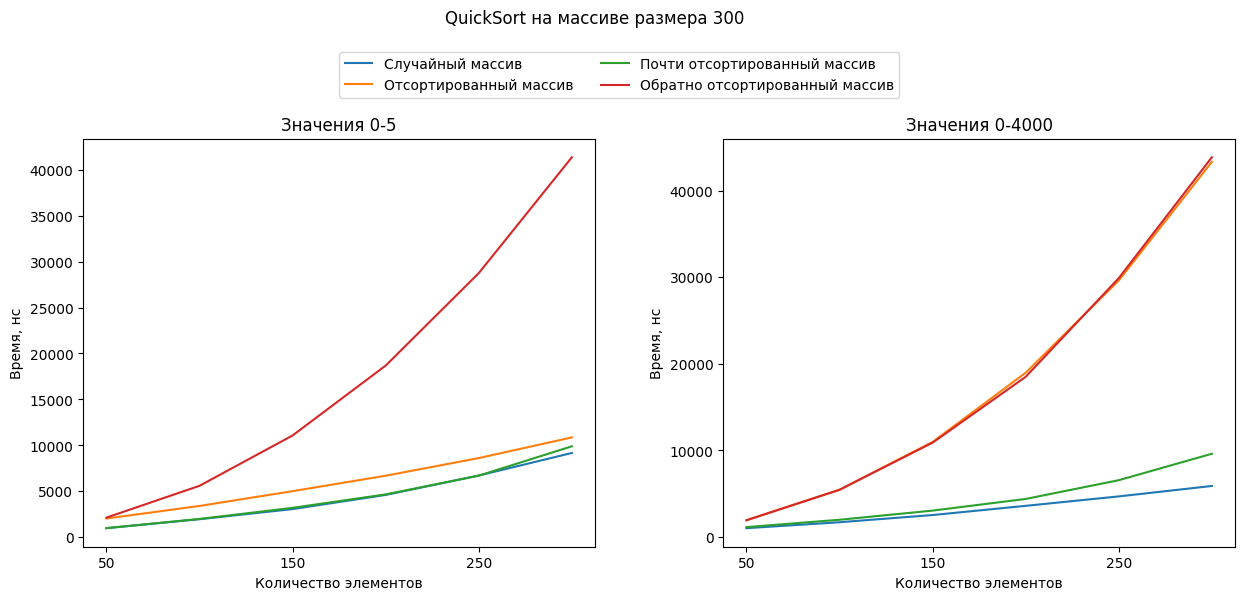 QuickSort на массиве размера 300
Случайный массив
Отсортированный массив
Почти отсортированный массив
Обратно отсортированный массив
Значения 0-5
40000
35000
30000
25000
20000
15000
10000
5000
0
Время, нс
50
150
250
Количество элементов
Значения 0-4000
40000
30000
20000
10000
0
Время, нс
50
150
250
Количество элементов